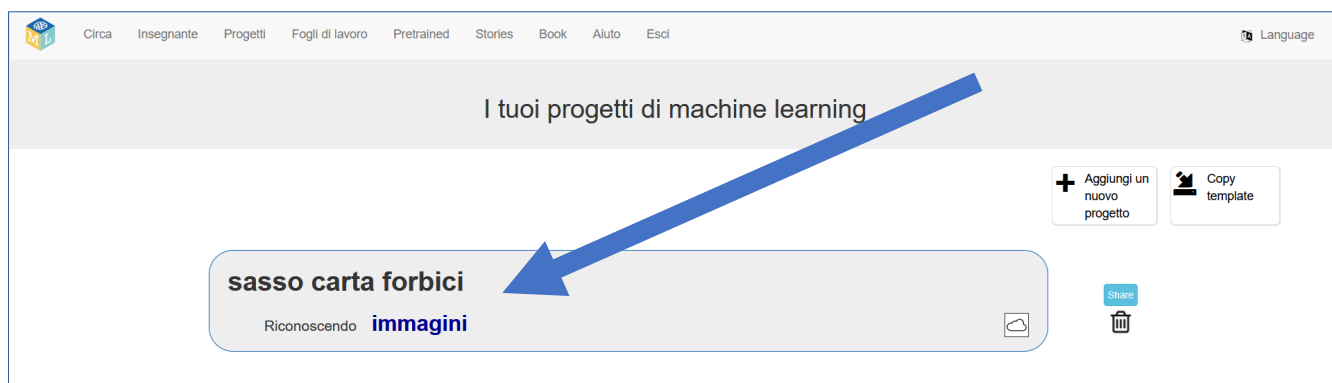 ML
Circa Insegnante Progetti Fogli di lavoro Pretrained Stories Book Aiuto Esci Language
I tuoi progetti di machine learning
Aggiungi un
nuovo
progetto
Copy
template
sasso carta forbici
Riconoscendo immagini
Share